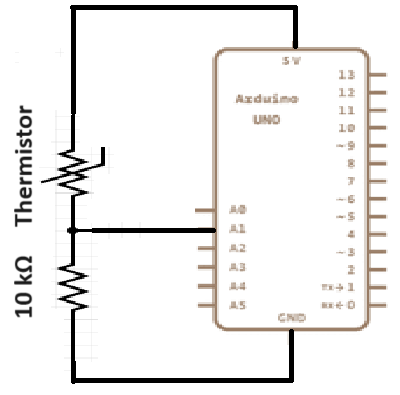 Thermistor
10 kΩ
5V
Arduino
UNO
13
12
11
10
~9
8
7
~6
~5
4
~3
2
TX→1
RX←0
A0
A1
A2
A3
A4
A5
GND